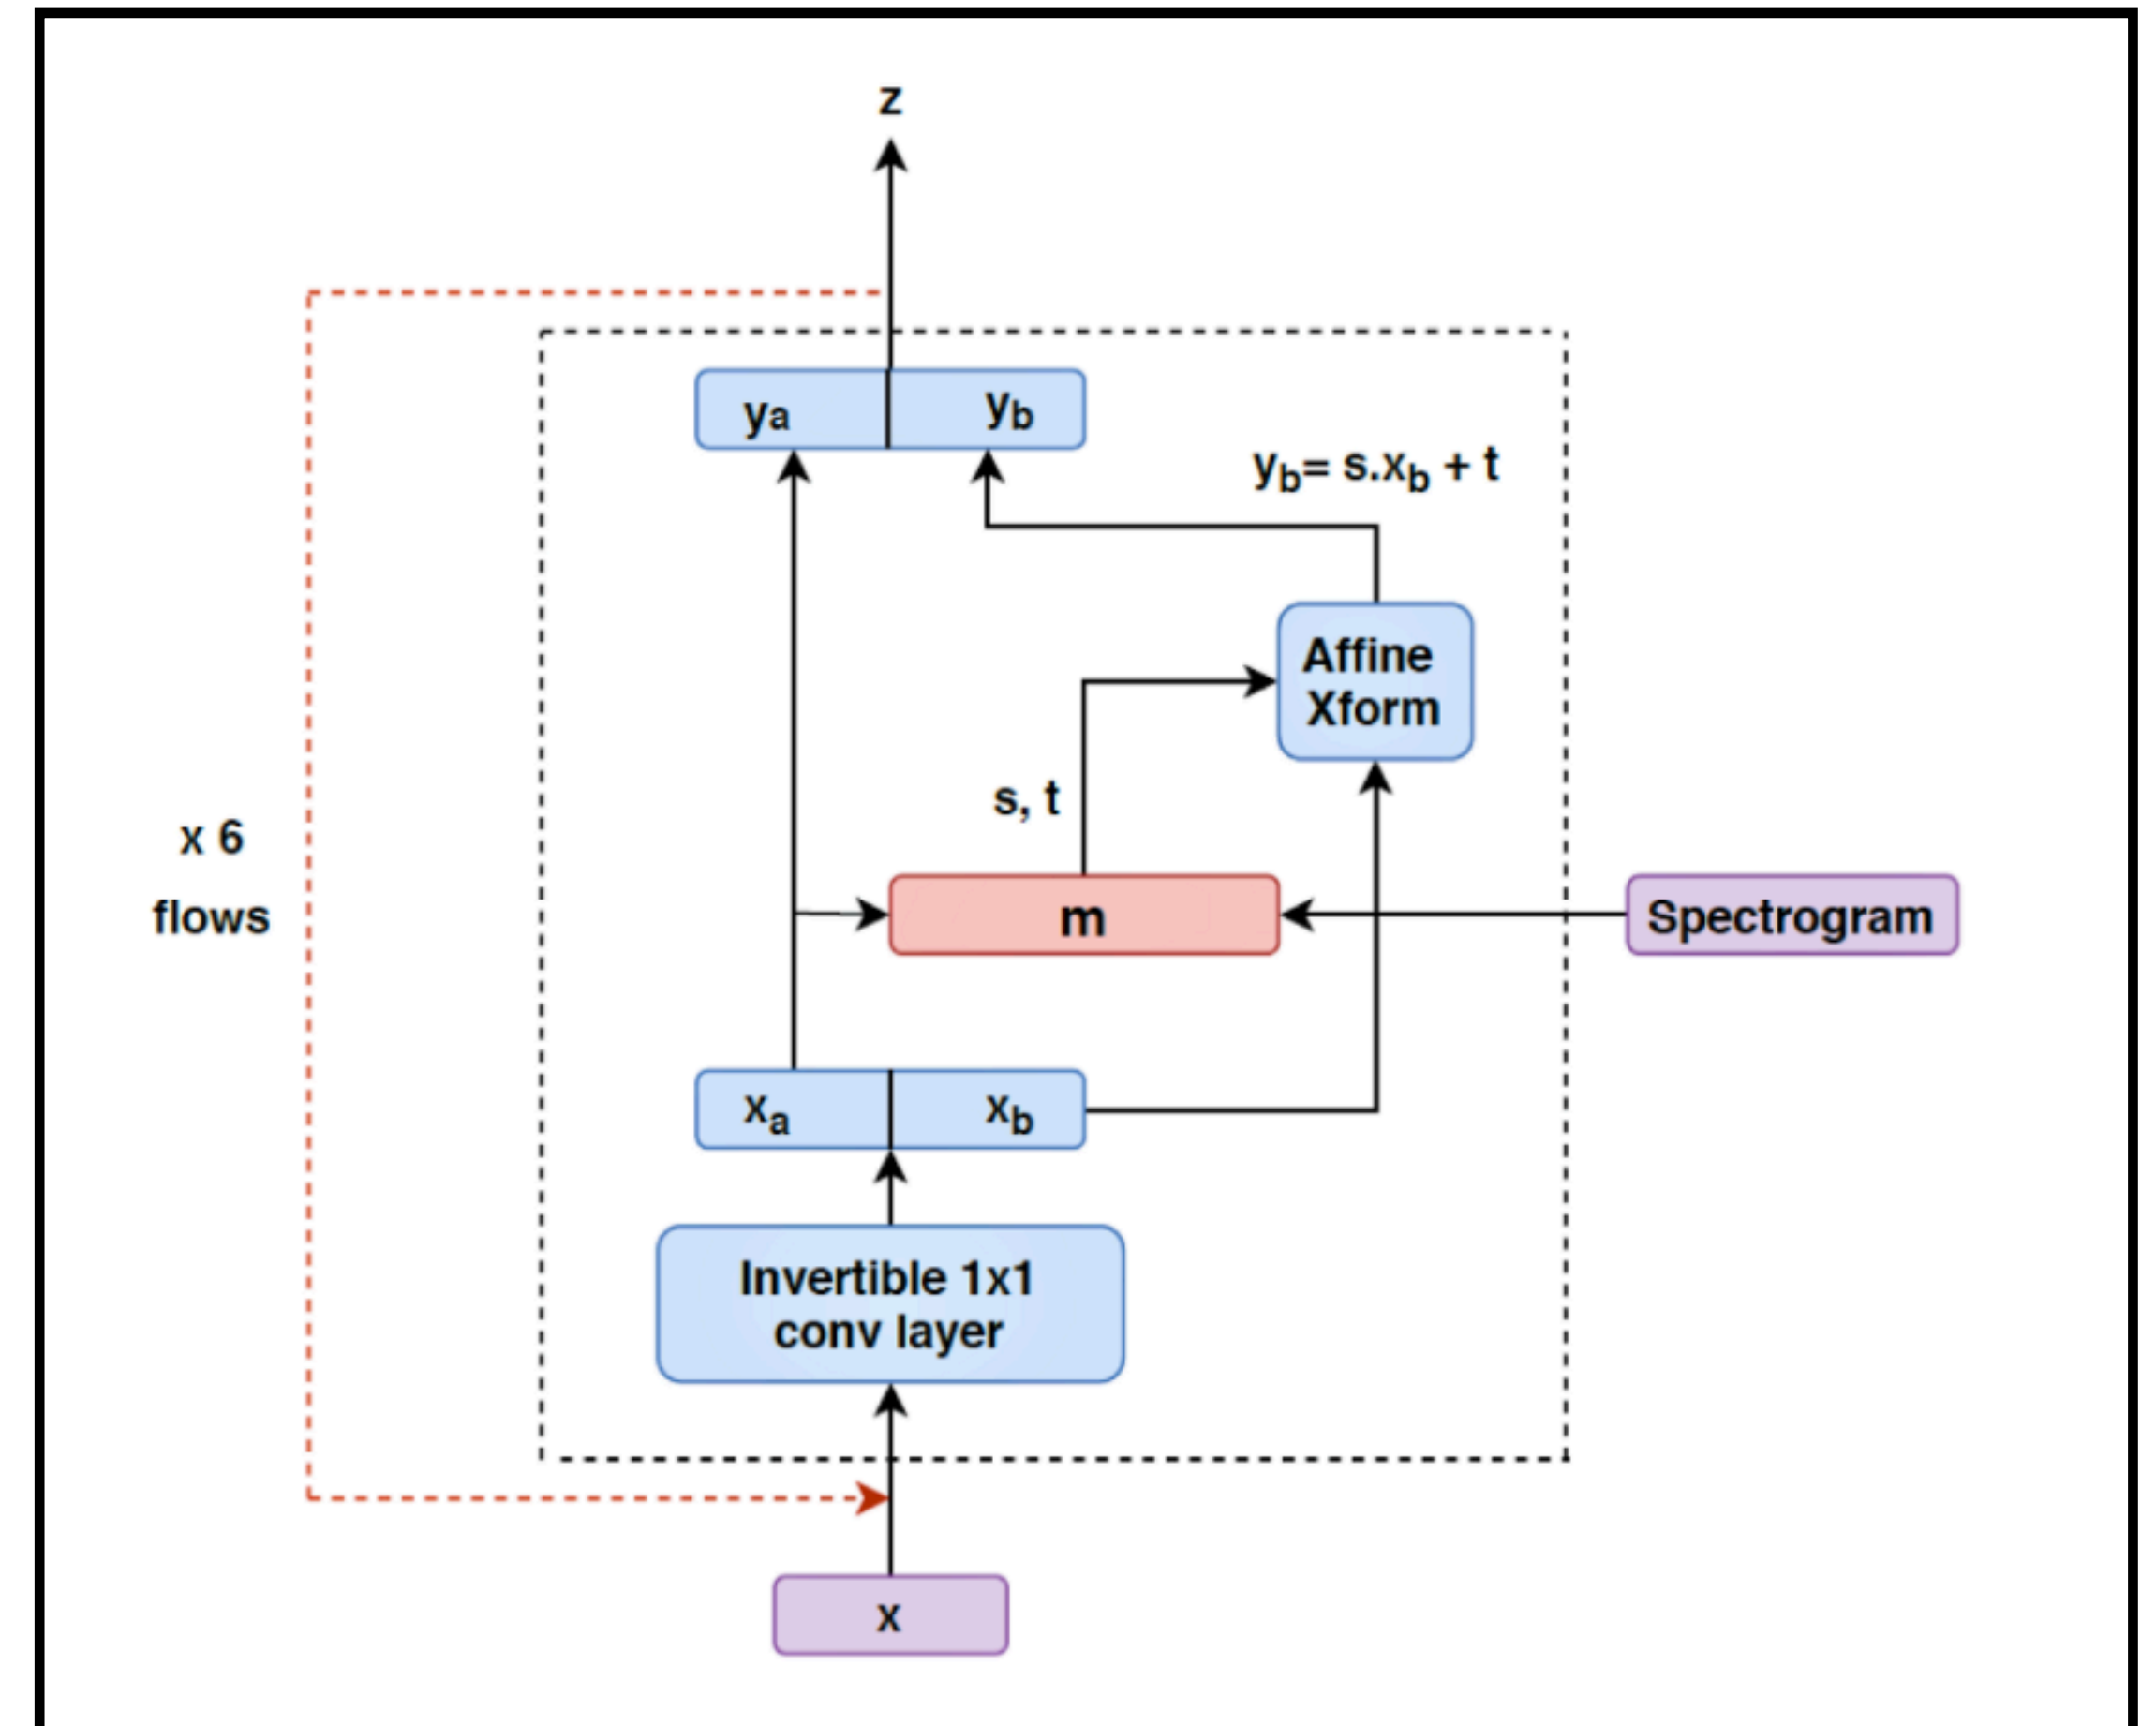 z
ya
yb
yb= s.xb + t
Affine
Xform
s, t
x 6
flows
m
Spectrogram
xa
xb
Invertible 1x1
conv layer
x